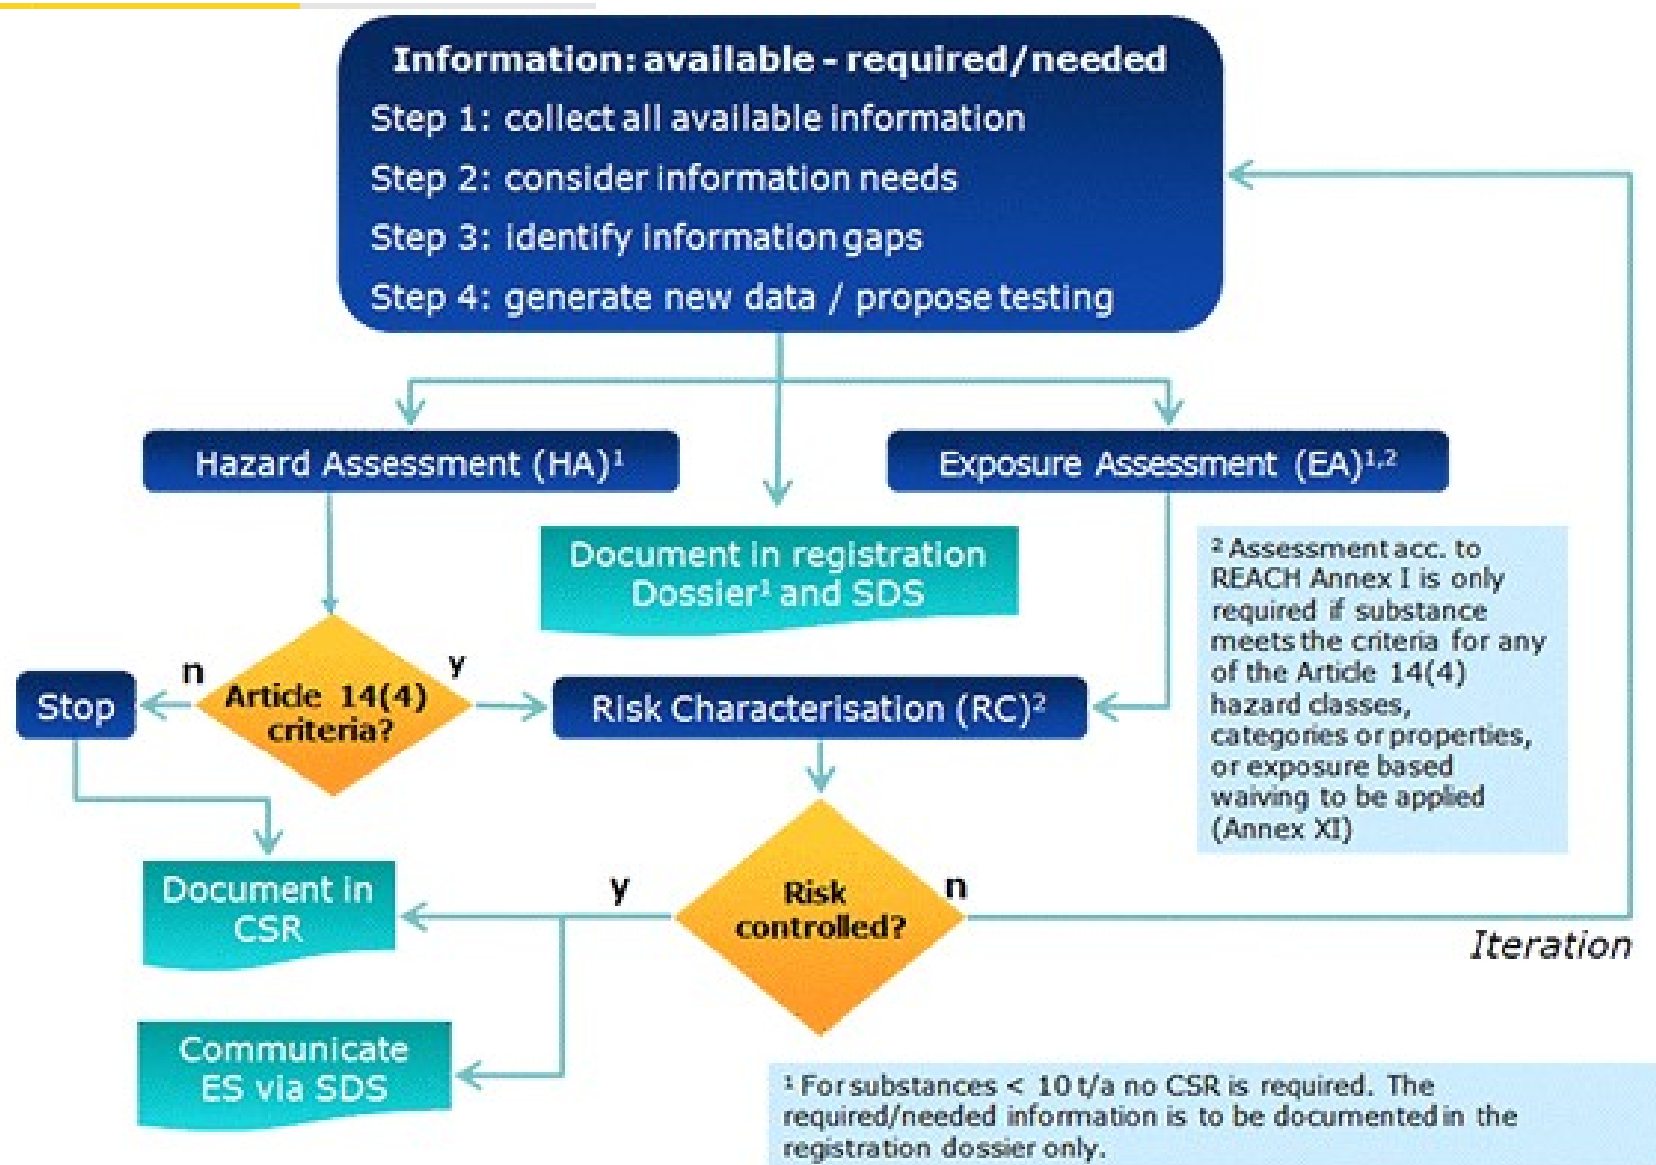 Information: available - required/needed
Step 1: collect all available information
Step 2: consider information needs
Step 3: identify information gaps
Step 4: generate new data / propose testing
Hazard Assessment (HA)¹
Exposure Assessment (EA)¹,²
Document in registration
Dossier¹ and SDS
² Assessment acc. to
REACH Annex I is only
required if substance
meets the criteria for any
of the Article 14(4)
hazard classes,
categories or properties,
or exposure based
waiving to be applied
(Annex XI)
n
y
Stop
Article 14(4)
criteria?
Risk Characterisation (RC)²
Document in
CSR
y
Risk
controlled?
n
Iteration
Communicate
ES via SDS
¹ For substances < 10 t/a no CSR is required. The
required/needed information is to be documented in the
registration dossier only.